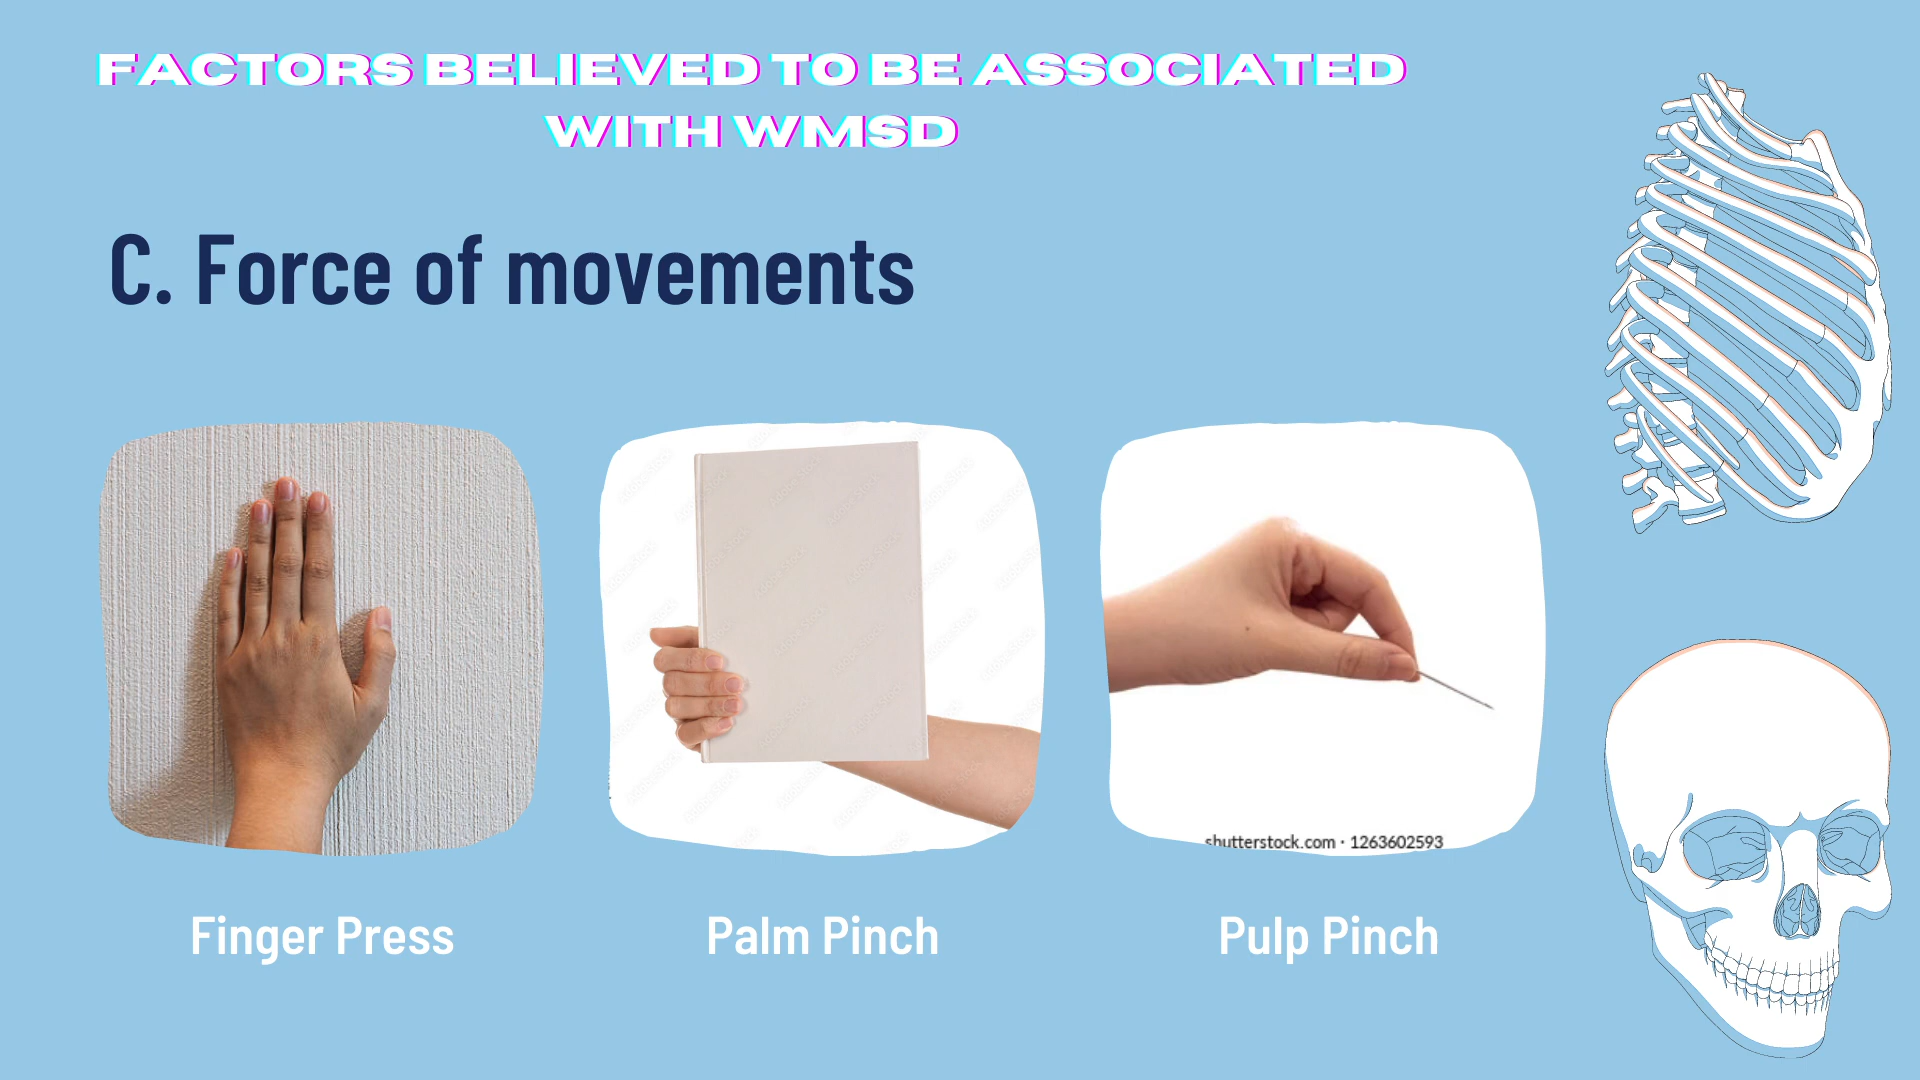 FACTORS BELIEVED TO BE ASSOCIATED
WITH WMSD
C. Force of movements
shutterstock.com · 1263602593
Finger Press
Palm Pinch
Pulp Pinch